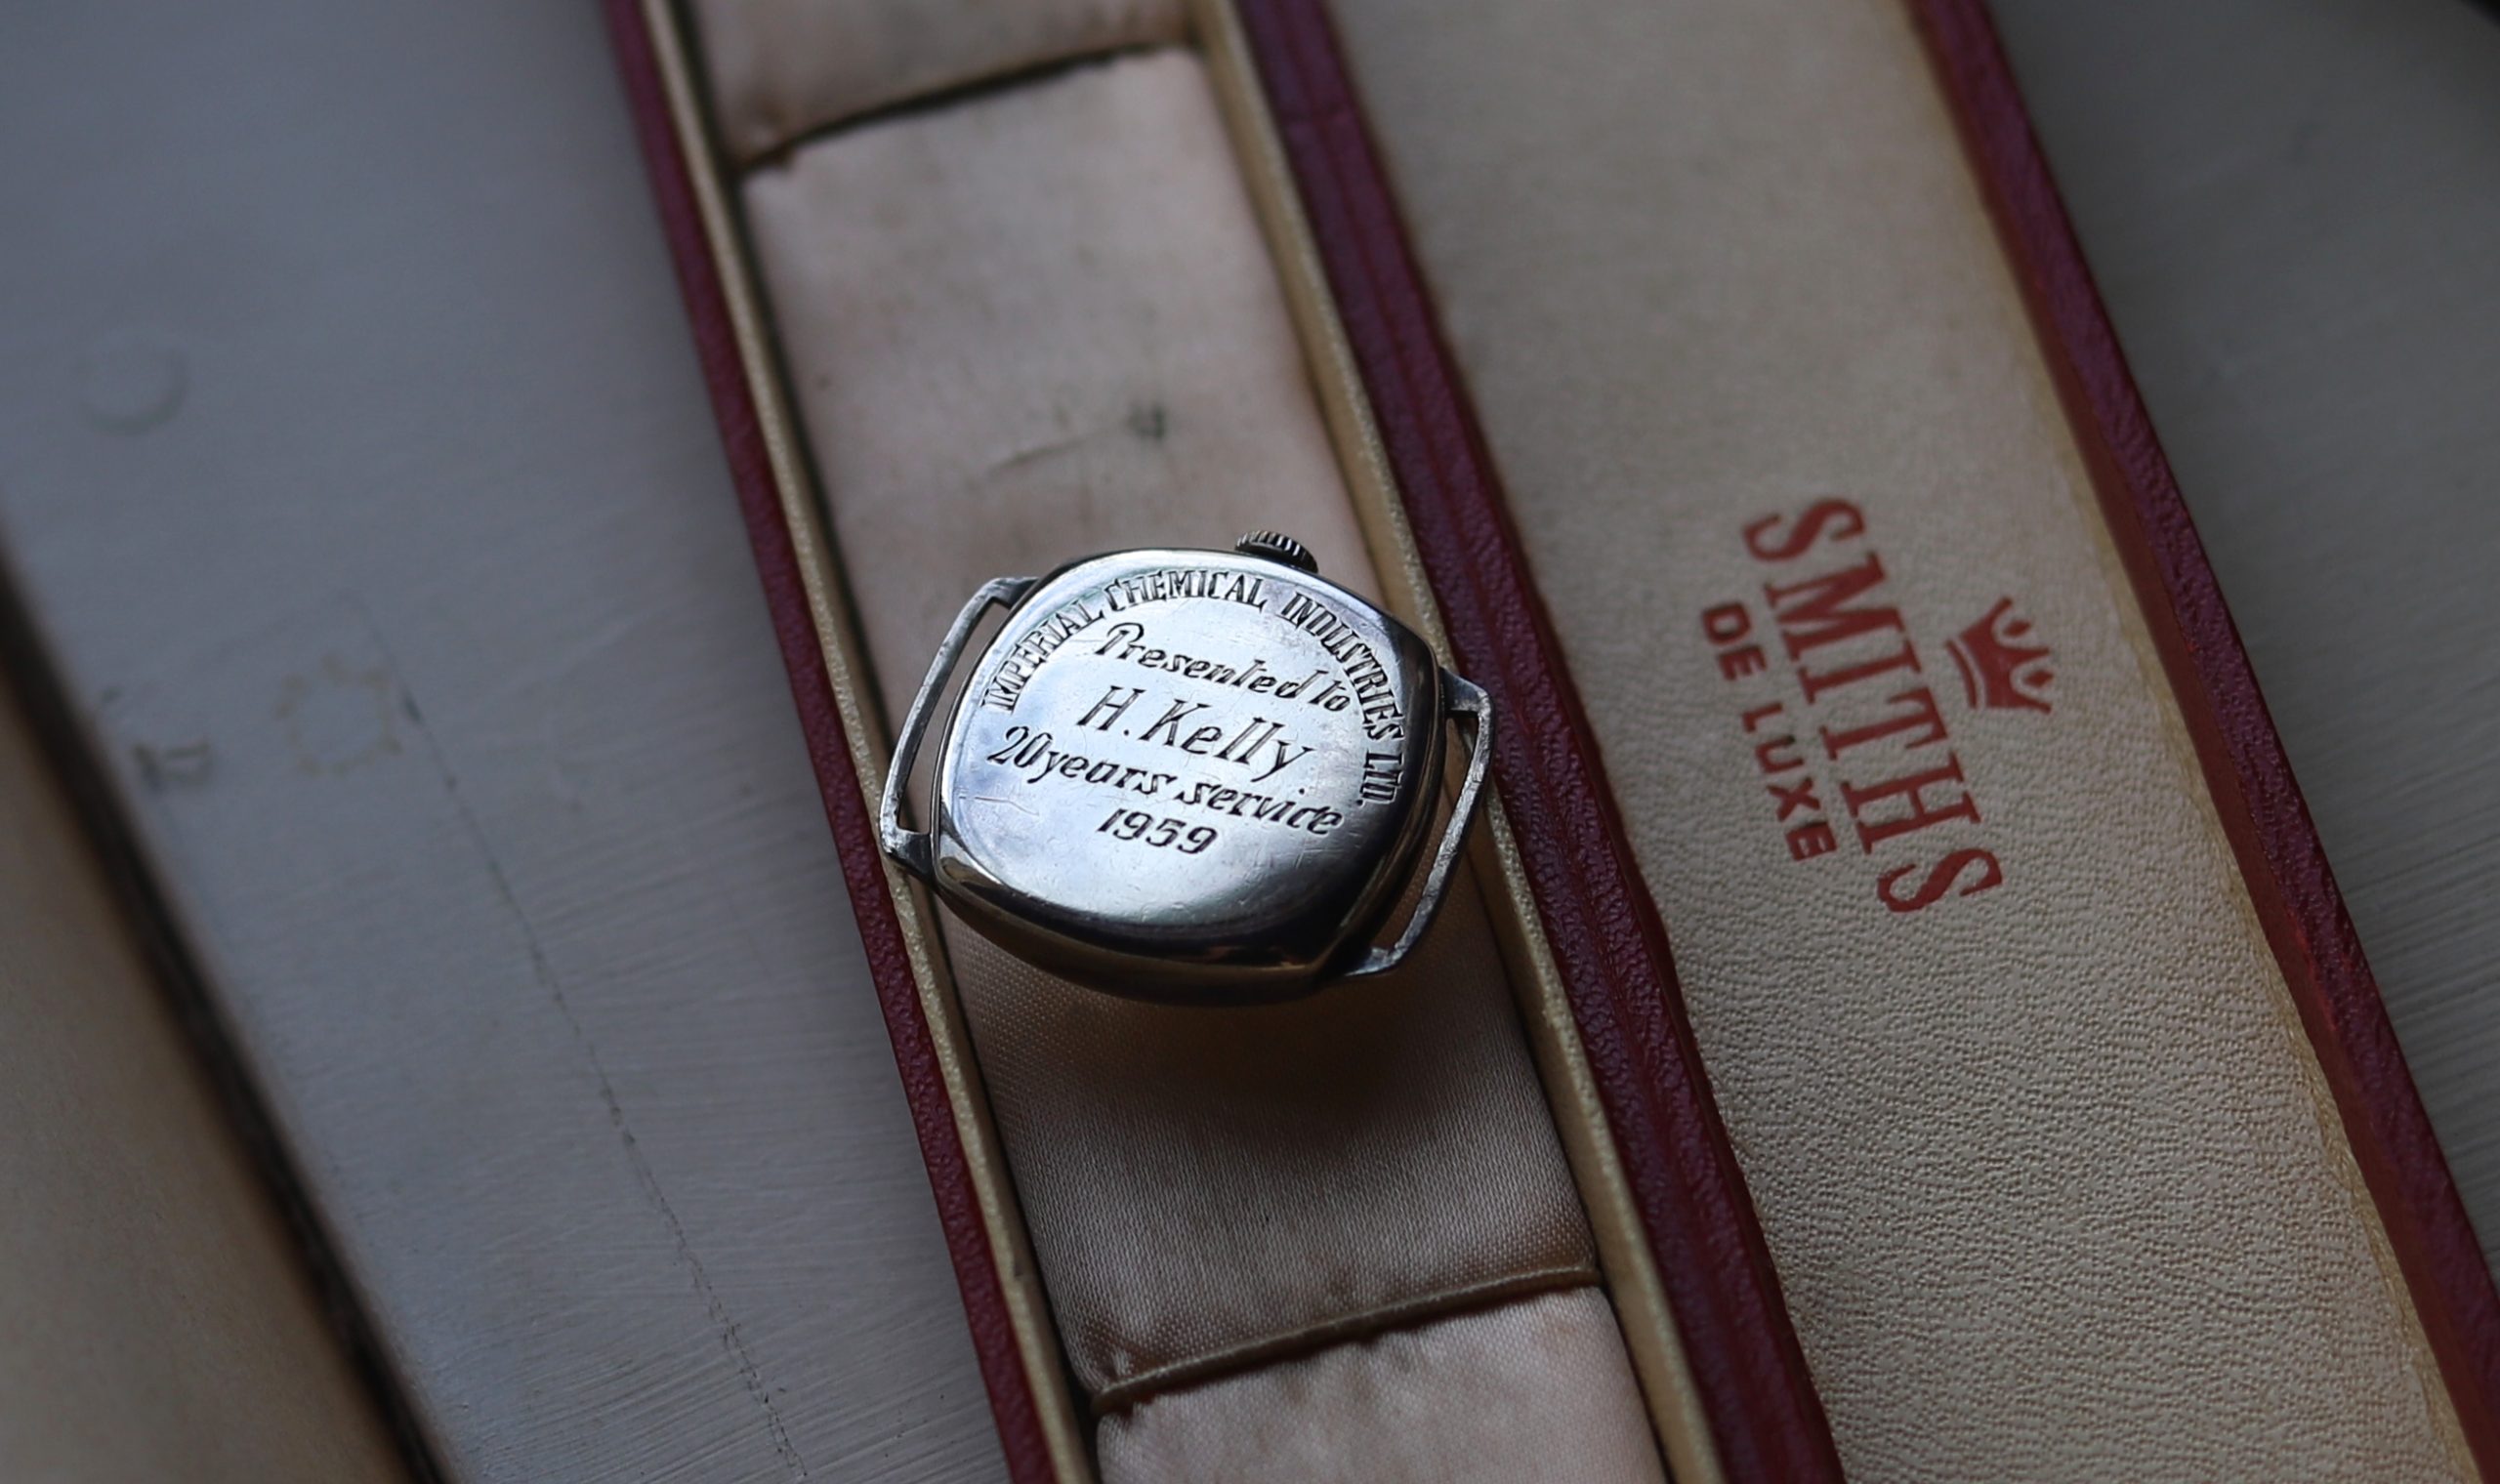 IMPERIAL CHEMICAL INDUSTRIES LTD.
Presented to
H. Kelly
20 years service
1959
SMITHS
DE LUXE